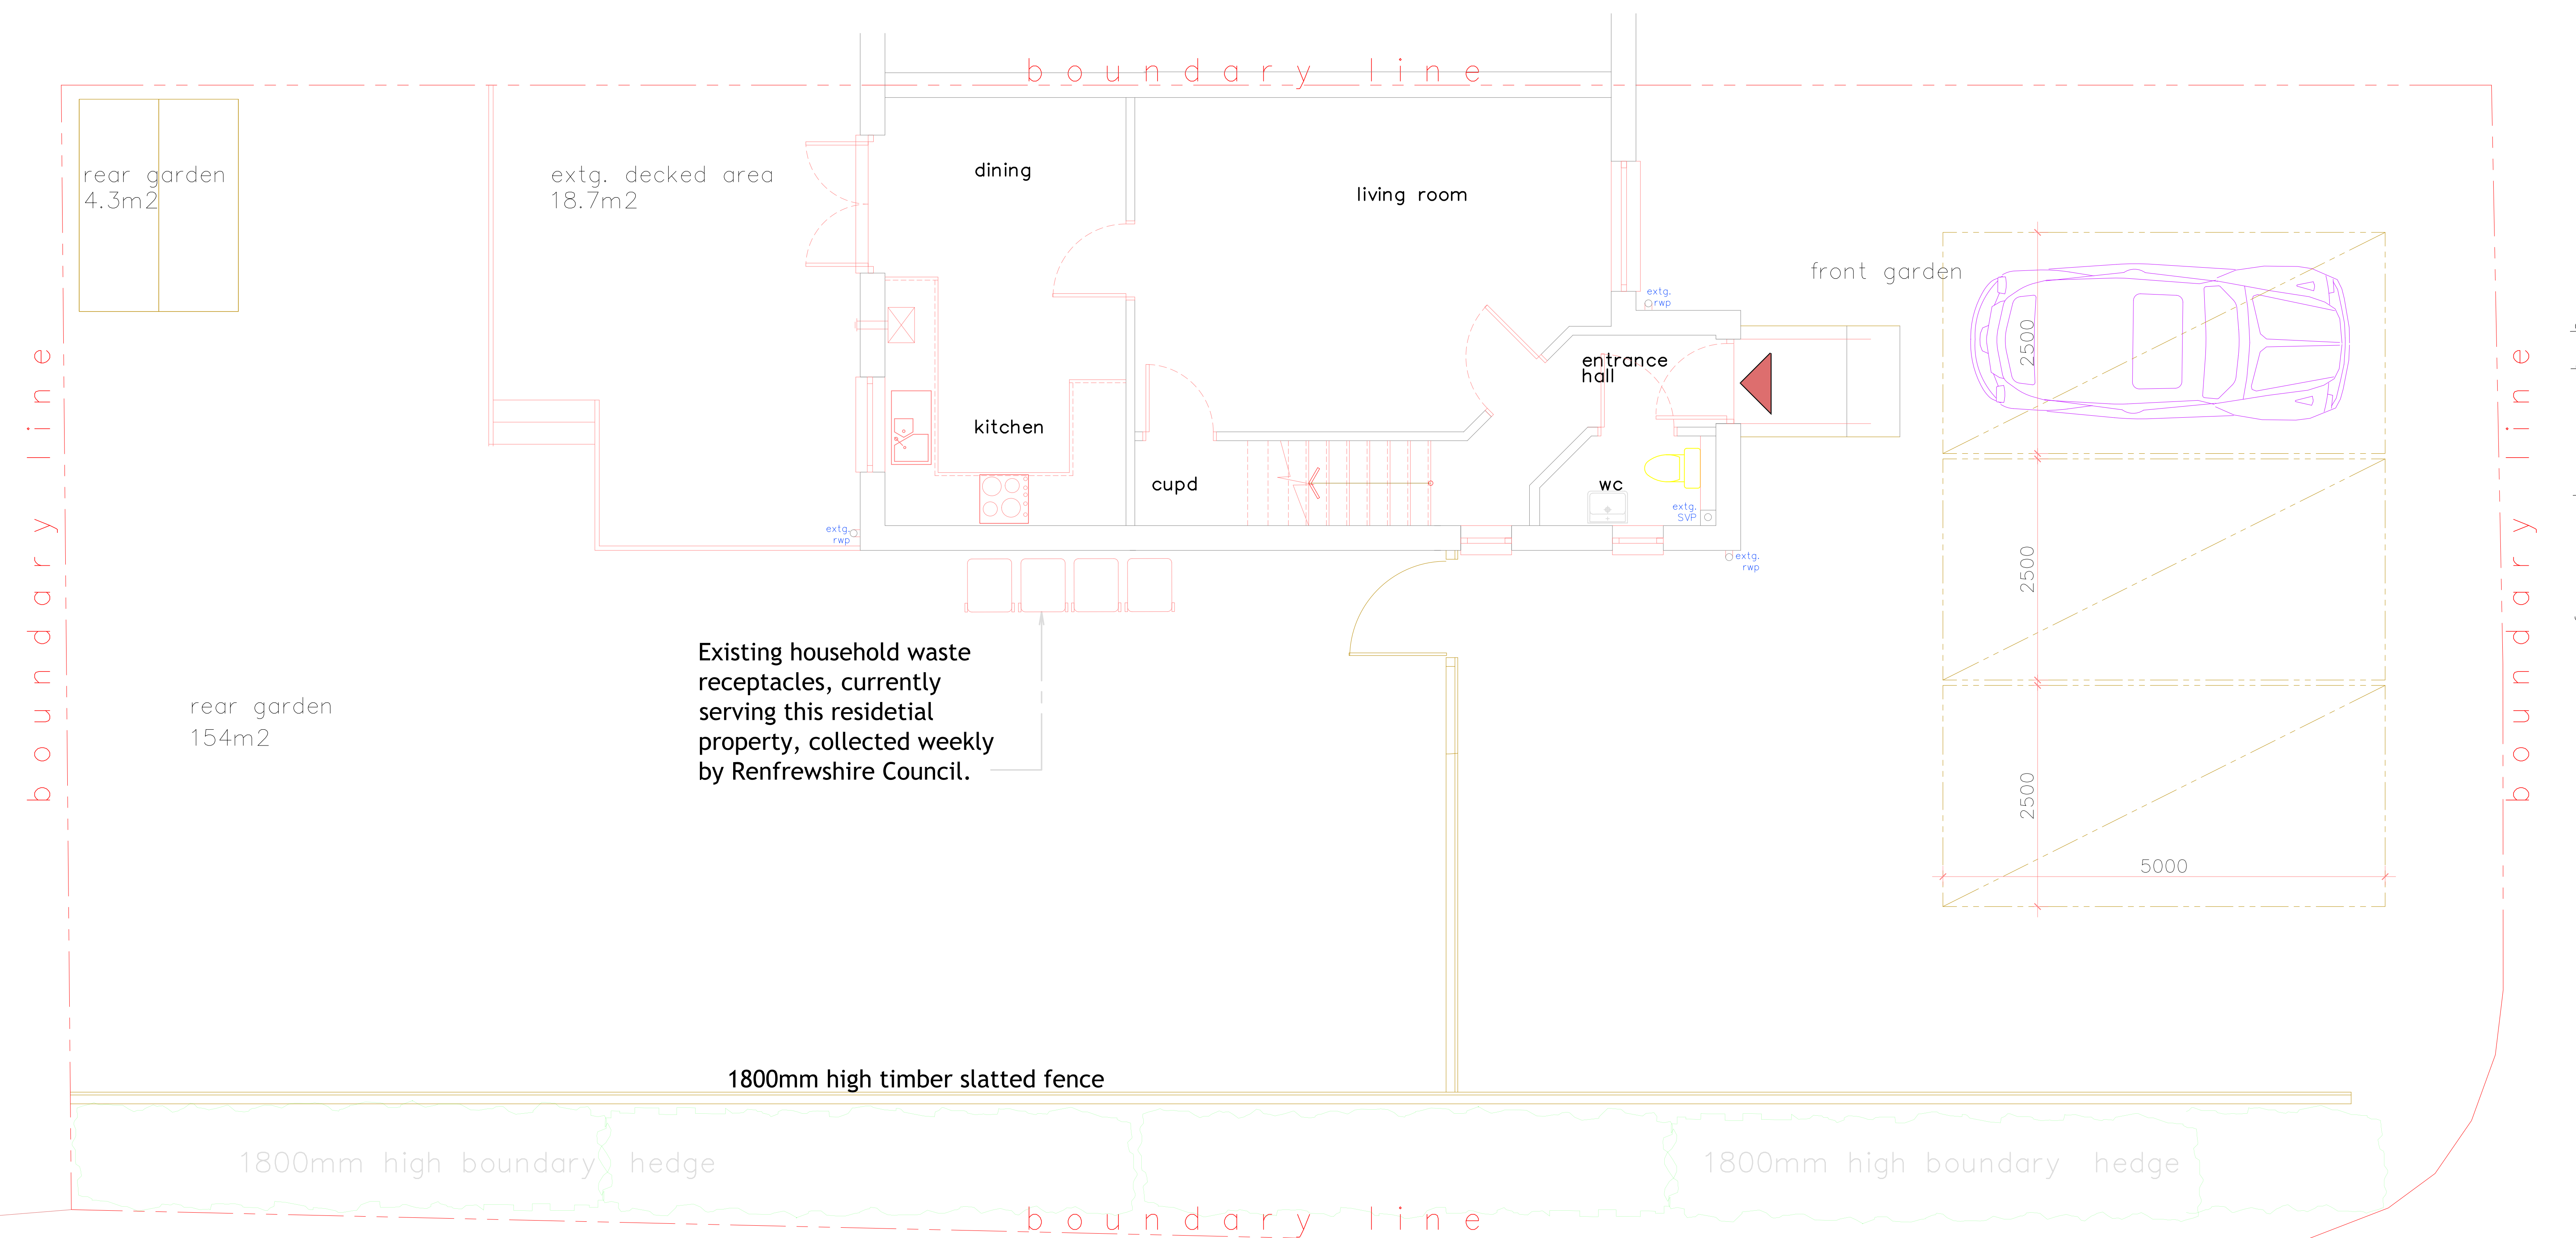 boundary line
rear garden
4.3m2
extg. decked area
18.7m2
dining
living room
front garden
extg.
rwp
2500
entrance
hall
boundary line
boundary line
kitchen
cupd
wc
extg.
SVP
extg.
rwp
extg.
rwp
2500
Existing household waste
receptacles, currently
serving this residetial
property, collected weekly
by Renfrewshire Council.
rear garden
154m2
2500
5000
1800mm high timber slatted fence
1800mm high boundary hedge
1800mm high boundary hedge
boundary line